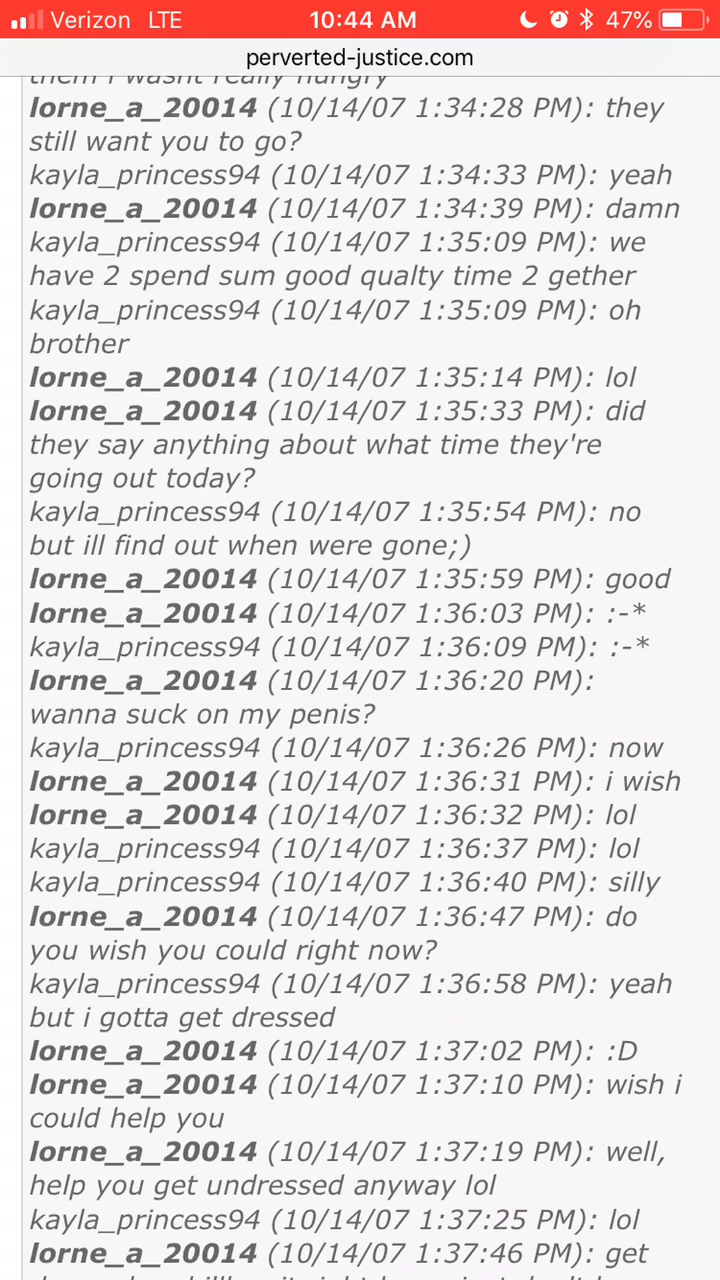 Verizon LTE 10:44 AM 47%
perverted-justice.com
them i wasnt really hungry
lorne_a_20014 (10/14/07 1:34:28 PM): they
still want you to go?
kayla_princess94 (10/14/07 1:34:33 PM): yeah
lorne_a_20014 (10/14/07 1:34:39 PM): damn
kayla_princess94 (10/14/07 1:35:09 PM): we
have 2 spend sum good qualty time 2 gether
kayla_princess94 (10/14/07 1:35:09 PM): oh
brother
lorne_a_20014 (10/14/07 1:35:14 PM): lol
lorne_a_20014 (10/14/07 1:35:33 PM): did
they say anything about what time they're
going out today?
kayla_princess94 (10/14/07 1:35:54 PM): no
but ill find out when were gone;)
lorne_a_20014 (10/14/07 1:35:59 PM): good
lorne_a_20014 (10/14/07 1:36:03 PM): :-*
kayla_princess94 (10/14/07 1:36:09 PM): :-*
lorne_a_20014 (10/14/07 1:36:20 PM):
wanna suck on my penis?
kayla_princess94 (10/14/07 1:36:26 PM): now
lorne_a_20014 (10/14/07 1:36:31 PM): i wish
lorne_a_20014 (10/14/07 1:36:32 PM): lol
kayla_princess94 (10/14/07 1:36:37 PM): lol
kayla_princess94 (10/14/07 1:36:40 PM): silly
lorne_a_20014 (10/14/07 1:36:47 PM): do
you wish you could right now?
kayla_princess94 (10/14/07 1:36:58 PM): yeah
but i gotta get dressed
lorne_a_20014 (10/14/07 1:37:02 PM): :D
lorne_a_20014 (10/14/07 1:37:10 PM): wish i
could help you
lorne_a_20014 (10/14/07 1:37:19 PM): well,
help you get undressed anyway lol
kayla_princess94 (10/14/07 1:37:25 PM): lol
lorne_a_20014 (10/14/07 1:37:46 PM): get